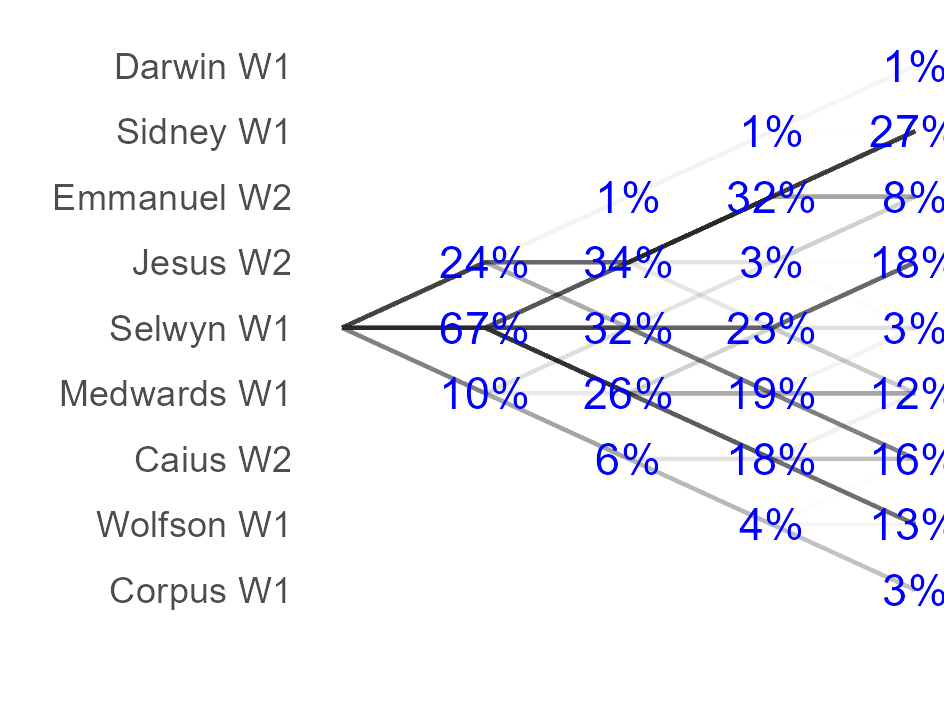 Darwin W1 1%
Sidney W1 1% 27%
Emmanuel W2 1% 32% 8%
Jesus W2 24% 34% 3% 18%
Selwyn W1 67% 32% 23% 3%
Medwards W1 10% 26% 19% 12%
Caius W2 6% 18% 16%
Wolfson W1 4% 13%
Corpus W1 3%